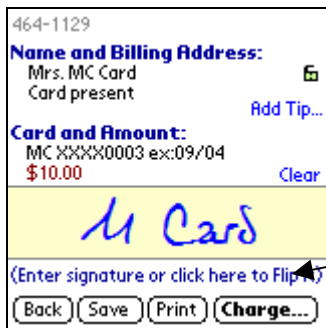 464-1129
Name and Billing Address:
Mrs. MC Card
Card present
Add Tip...
Card and Amount:
MC XXXX0003 ex:09/04
$10.00 Clear
M Card
(Enter signature or click here to Flip)
Back Save Print Charge...